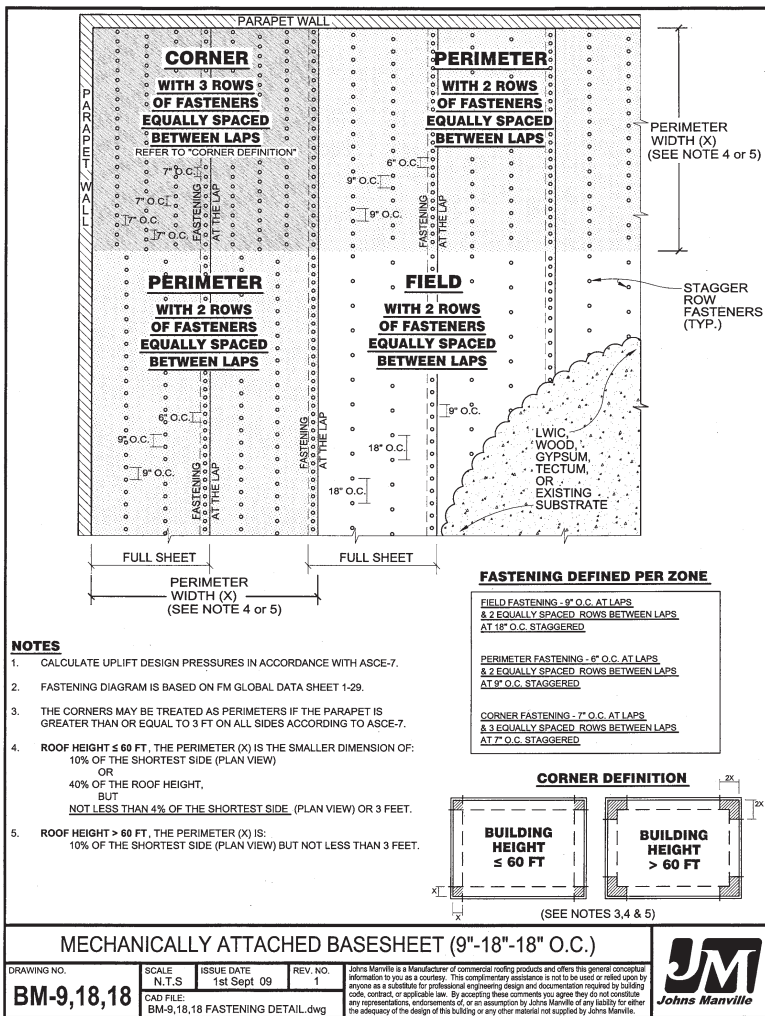 PARAPET WALL
PARAPET WALL
CORNER
WITH 3 ROWS
OF FASTENERS
EQUALLY SPACED
BETWEEN LAPS
REFER TO "CORNER DEFINITION"
7" O.C.
7" O.C.
7" O.C.
7" O.C.
FASTENING
AT THE LAP
PERIMETER
WITH 2 ROWS
OF FASTENERS
EQUALLY SPACED
BETWEEN LAPS
6" O.C.
9" O.C.
9" O.C.
FASTENING
AT THE LAP
PERIMETER
WIDTH (X)
(SEE NOTE 4 or 5)
PERIMETER
WITH 2 ROWS
OF FASTENERS
EQUALLY SPACED
BETWEEN LAPS
6" O.C.
9" O.C.
9" O.C.
FASTENING
AT THE LAP
FIELD
WITH 2 ROWS
OF FASTENERS
EQUALLY SPACED
BETWEEN LAPS
9" O.C.
18" O.C.
18" O.C.
FASTENING
AT THE LAP
STAGGER
ROW
FASTENERS
(TYP.)
LWIC,
WOOD,
GYPSUM,
TECTUM,
OR
EXISTING
SUBSTRATE
FULL SHEET
FULL SHEET
PERIMETER
WIDTH (X)
(SEE NOTE 4 or 5)
FASTENING DEFINED PER ZONE
FIELD FASTENING - 9" O.C. AT LAPS
& 2 EQUALLY SPACED ROWS BETWEEN LAPS
AT 18" O.C. STAGGERED
PERIMETER FASTENING - 6" O.C. AT LAPS
& 2 EQUALLY SPACED ROWS BETWEEN LAPS
AT 9" O.C. STAGGERED
CORNER FASTENING - 7" O.C. AT LAPS
& 3 EQUALLY SPACED ROWS BETWEEN LAPS
AT 7" O.C. STAGGERED
NOTES
1. CALCULATE UPLIFT DESIGN PRESSURES IN ACCORDANCE WITH ASCE-7.
2. FASTENING DIAGRAM IS BASED ON FM GLOBAL DATA SHEET 1-29.
3. THE CORNERS MAY BE TREATED AS PERIMETERS IF THE PARAPET IS
GREATER THAN OR EQUAL TO 3 FT ON ALL SIDES ACCORDING TO ASCE-7.
4. ROOF HEIGHT ≤ 60 FT, THE PERIMETER (X) IS THE SMALLER DIMENSION OF:
10% OF THE SHORTEST SIDE (PLAN VIEW)
OR
40% OF THE ROOF HEIGHT,
BUT
NOT LESS THAN 4% OF THE SHORTEST SIDE (PLAN VIEW) OR 3 FEET.
5. ROOF HEIGHT > 60 FT, THE PERIMETER (X) IS:
10% OF THE SHORTEST SIDE (PLAN VIEW) BUT NOT LESS THAN 3 FEET.
CORNER DEFINITION
2X
2X
BUILDING
HEIGHT
≤ 60 FT
X
X
BUILDING
HEIGHT
> 60 FT
(SEE NOTES 3,4 & 5)
MECHANICALLY ATTACHED BASESHEET (9"-18"-18" O.C.)
DRAWING NO.
BM-9,18,18
SCALE
N.T.S
ISSUE DATE
1st Sept 09
REV. NO.
1
CAD FILE:
BM-9,18,18 FASTENING DETAIL.dwg
Johns Manville is a Manufacturer of commercial roofing products and offers this general conceptual
information to you as a courtesy. This complimentary assistance is not to be used or relied upon by
anyone as a substitute for professional engineering design and documentation required by building
code, contract, or applicable law. By accepting these comments you agree they do not constitute
any representations, endorsements of, or an assumption by Johns Manville of any liability for either
the adequacy of the design of this building or any other material not supplied by Johns Manville.
JM
Johns Manville